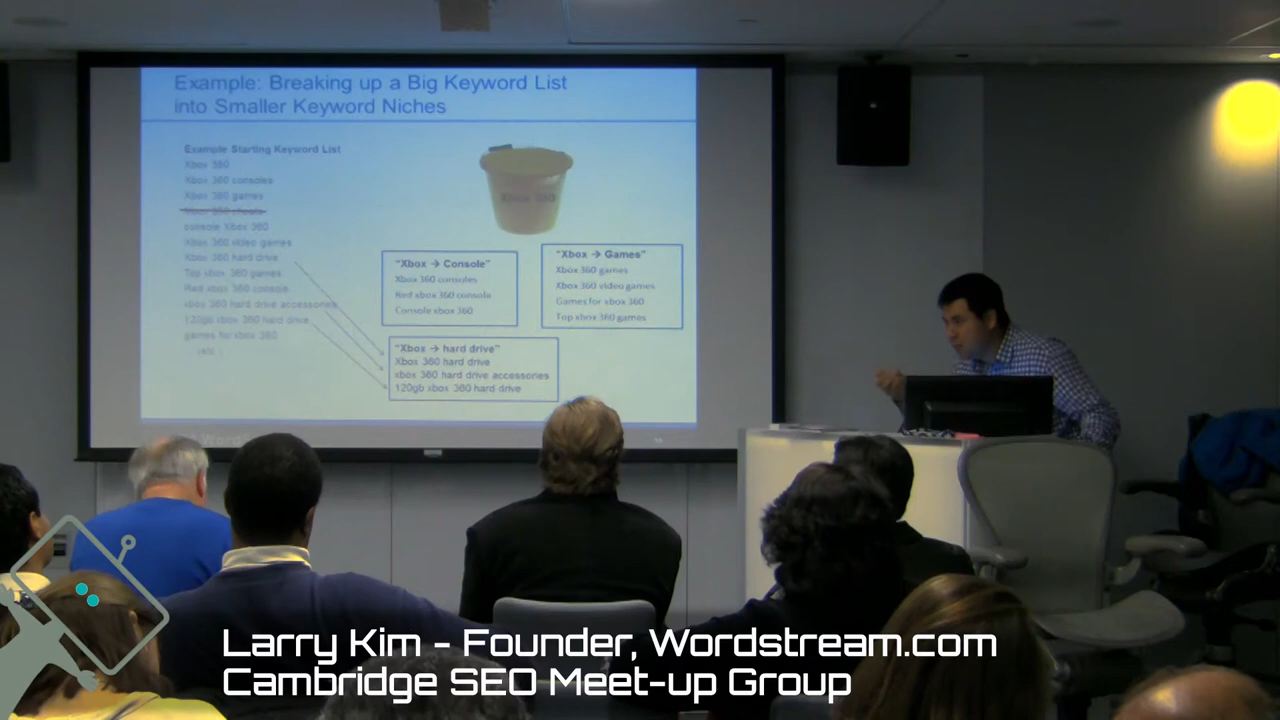 Example: Breaking up a Big Keyword List
into Smaller Keyword Niches
Example Starting Keyword List
Xbox 360
Xbox 360 consoles
Xbox 360 games
Xbox 360 cheats
console Xbox 360
Xbox 360 video games
Xbox 360 hard drive
Top xbox 360 games
Red xbox 360 console
xbox 360 hard drive accessories
120gb xbox 360 hard drive
games for xbox 360
Xbox 360
"Xbox → Console"
Xbox 360 consoles
Red xbox 360 console
Console xbox 360
"Xbox → Games"
Xbox 360 games
Xbox 360 video games
Games for xbox 360
Top xbox 360 games
"Xbox → hard drive"
Xbox 360 hard drive
xbox 360 hard drive accessories
120gb xbox 360 hard drive
Larry Kim - Founder, Wordstream.com
Cambridge SEO Meet-up Group